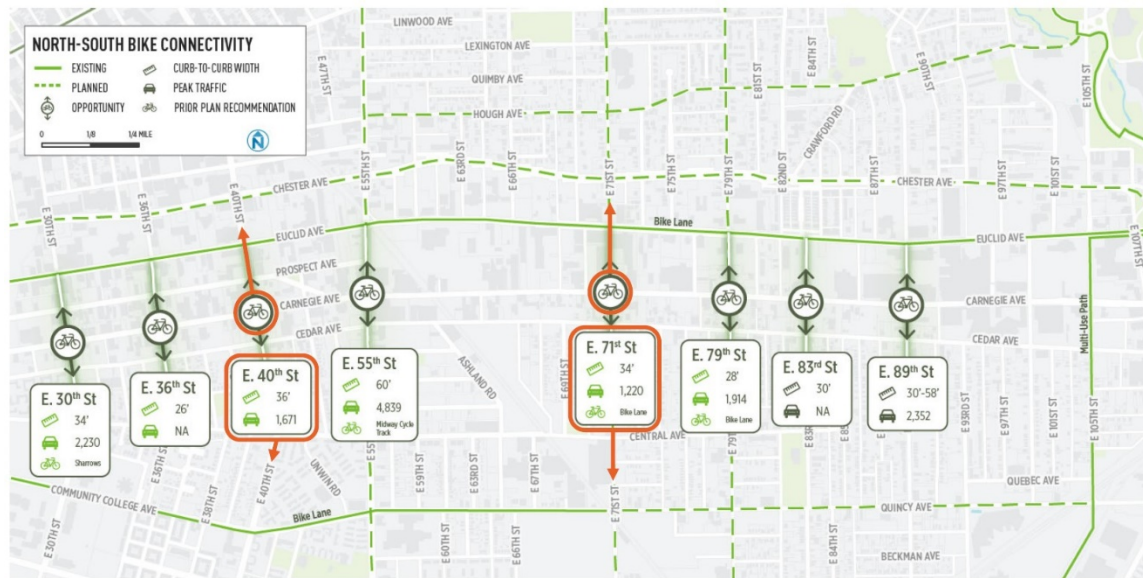 NORTH-SOUTH BIKE CONNECTIVITY
EXISTING
CURB-TO-CURB WIDTH
PLANNED
PEAK TRAFFIC
OPPORTUNITY
PRIOR PLAN RECOMMENDATION
0 1/8 1/4 MILE
N
LINWOOD AVE
LEXINGTON AVE
QUIMBY AVE
HOUGH AVE
E 47TH ST
E 81ST ST
E 84TH ST
E 90TH ST
E 105TH ST
CRAWFORD RD
E 30TH ST
E 36TH ST
E 40TH ST
CHESTER AVE
E 55TH ST
E 63RD ST
E 66TH ST
E 71ST ST
E 75TH ST
E 79TH ST
E 82ND ST
E 87TH ST
CHESTER AVE
E 97TH ST
E 101ST ST
E 107TH ST
EUCLID AVE
Bike Lane
EUCLID AVE
PROSPECT AVE
CARNEGIE AVE
CARNEGIE AVE
CEDAR AVE
CEDAR AVE
Multi-Use Path
ASHLAND RD
E 69TH ST
E. 30th St
34'
2,230
Sharrows
E. 36th St
26'
NA
E. 40th St
36'
1,671
E. 55th St
60'
4,839
Midway Cycle
Track
E. 71st St
34'
1,220
Bike Lane
E. 79th St
28'
1,914
Bike Lane
E. 83rd St
30'
NA
E. 89th St
30'-58'
2,352
CENTRAL AVE
E 36TH ST
E 38TH ST
E 40TH ST
UNWIN RD
E 59TH ST
E 63RD ST
E 67TH ST
E 93RD ST
E 97TH ST
E 101ST ST
E 105TH ST
COMMUNITY COLLEGE AVE
Bike Lane
E 30TH ST
E 71ST ST
QUEBEC AVE
QUINCY AVE
E 60TH ST
E 66TH ST
E 84TH ST
BECKMAN AVE